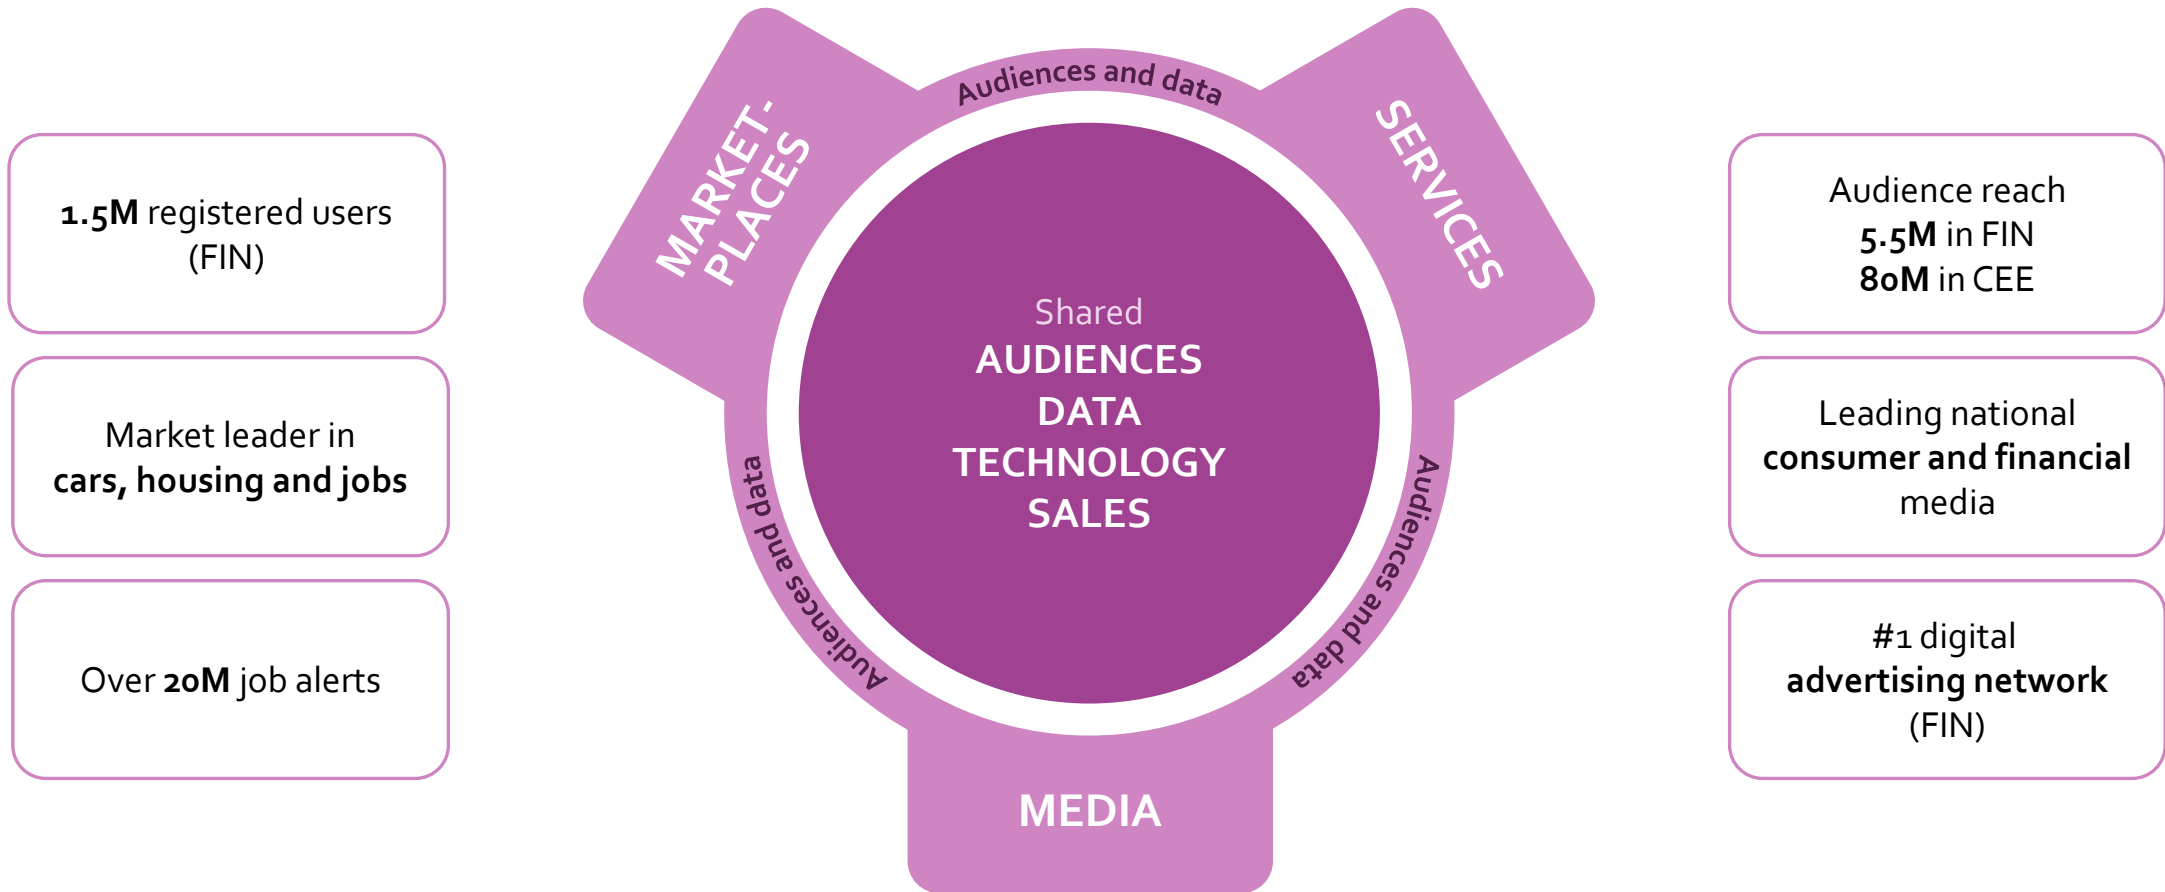 1.5M registered users
(FIN)
Market leader in
cars, housing and jobs
Over 20M job alerts
MARKET-
PLACES
Audiences and data
SERVICES
Shared
AUDIENCES
DATA
TECHNOLOGY
SALES
Audiences and data
Audiences and data
MEDIA
Audience reach
5.5M in FIN
80M in CEE
Leading national
consumer and financial
media
#1 digital
advertising network
(FIN)